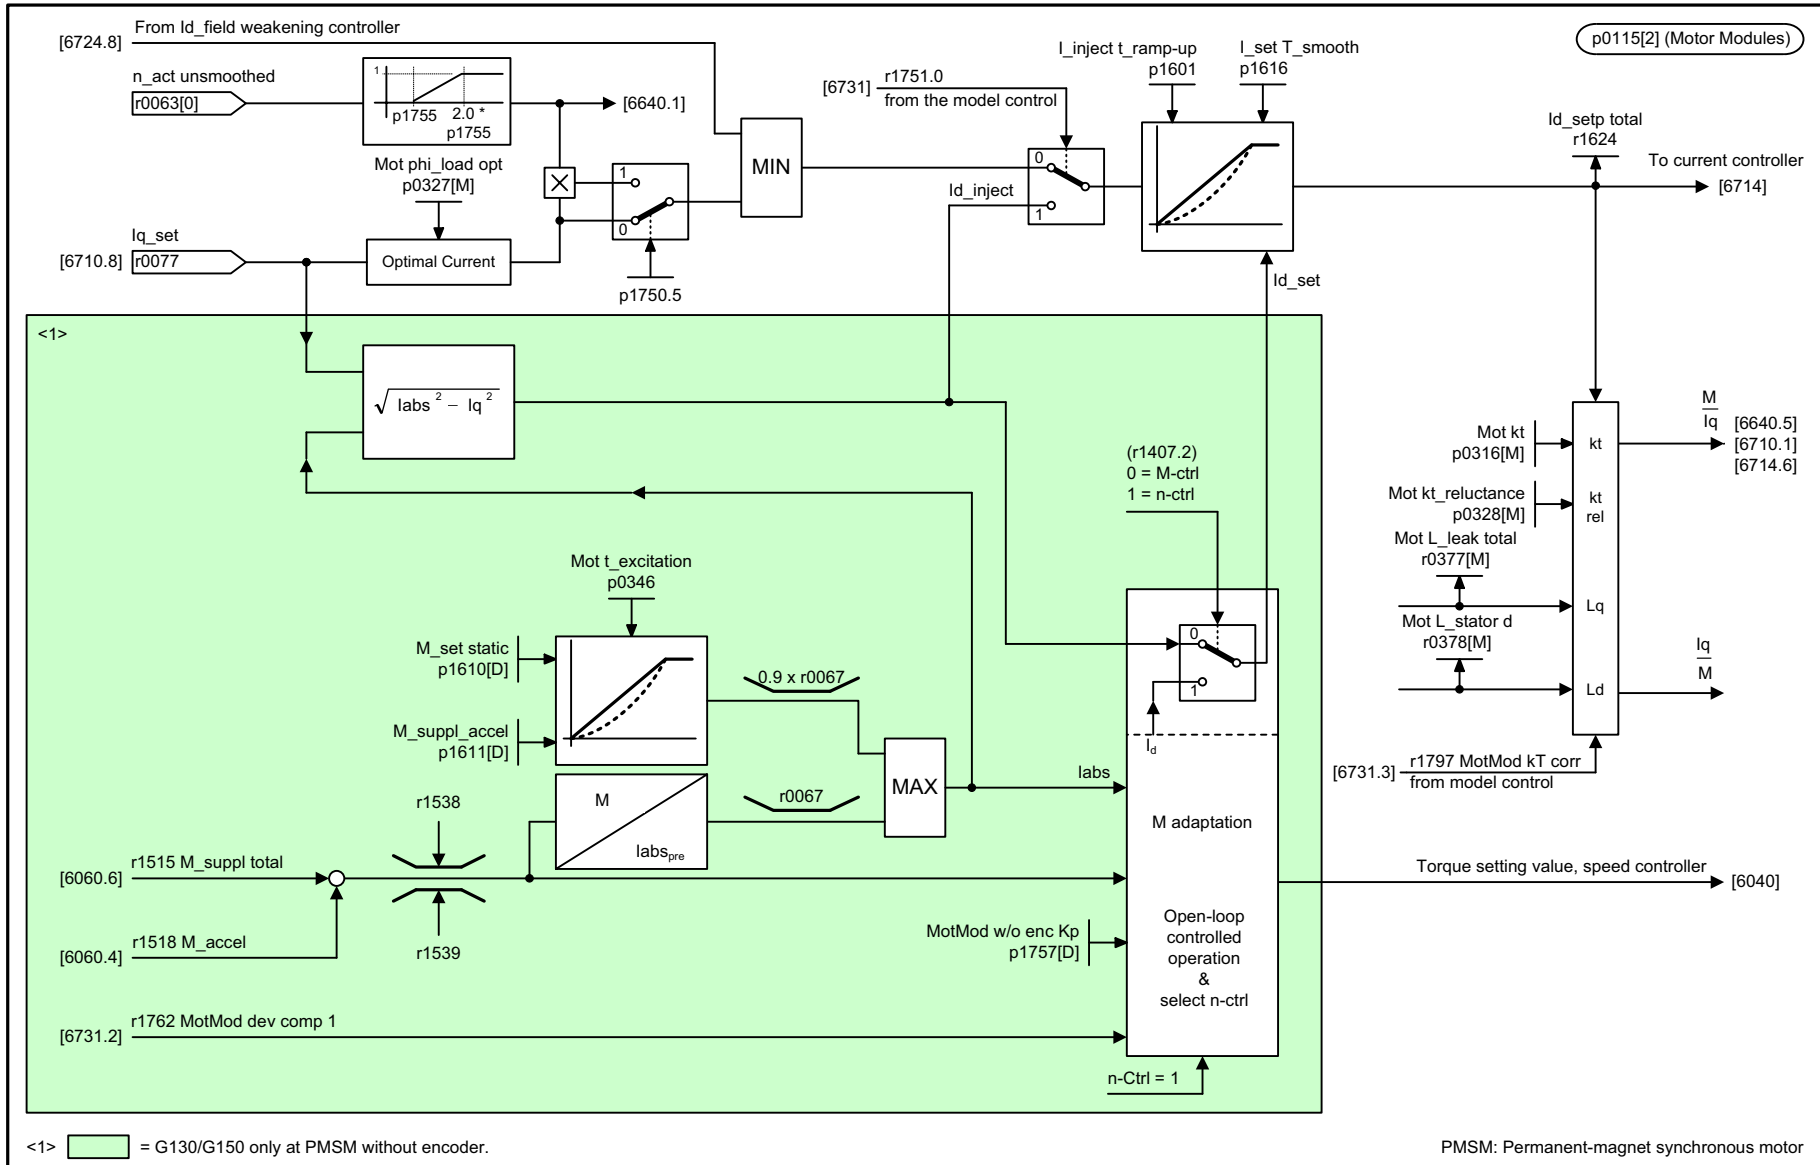 From Id_field weakening controller
[6724.8]
p0115[2] (Motor Modules)
n_act unsmoothed
r0063[0]
1
p1755
2.0 *
p1755
[6640.1]
Mot phi_load opt
p0327[M]
Iq_set
[6710.8]
r0077
Optimal Current
1
0
p1750.5
MIN
[6731]
r1751.0
from the model control
Id_inject
0
1
I_inject t_ramp-up
p1601
I_set T_smooth
p1616
Id_set
Id_setp total
r1624
To current controller
[6714]
<1>
√ Iabs 2 – Iq 2
(r1407.2)
0 = M-ctrl
1 = n-ctrl
Mot t_excitation
p0346
M_set static
p1610[D]
M_suppl_accel
p1611[D]
0.9 x r0067
M
Iabspre
r0067
MAX
Iabs
0
1
Id
M adaptation
Open-loop
controlled
operation
&
select n-ctrl
r1538
r1539
[6060.6]
r1515 M_suppl total
[6060.4]
r1518 M_accel
MotMod w/o enc Kp
p1757[D]
[6731.2]
r1762 MotMod dev comp 1
n-Ctrl = 1
Mot kt
p0316[M]
Mot kt_reluctance
p0328[M]
Mot L_leak total
r0377[M]
Mot L_stator d
r0378[M]
kt
kt
rel
Lq
Ld
M
Iq
[6640.5]
[6710.1]
[6714.6]
Iq
M
[6731.3]
r1797 MotMod kT corr
from model control
Torque setting value, speed controller
[6040]
<1>
= G130/G150 only at PMSM without encoder.
PMSM: Permanent-magnet synchronous motor